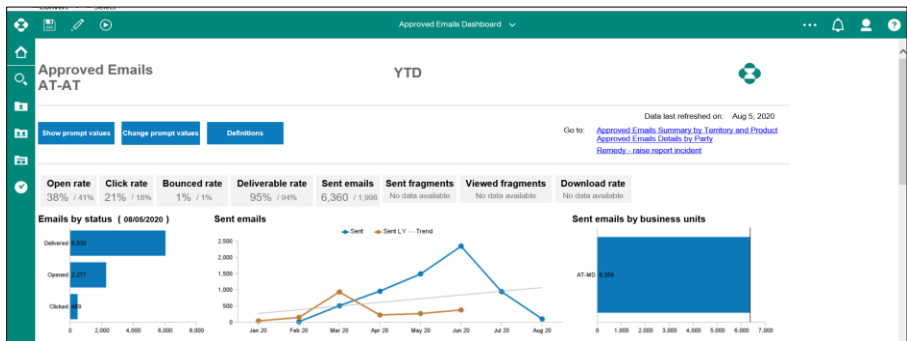 Approved Emails Dashboard
Approved Emails
AT-AT
YTD
Data last refreshed on: Aug 5, 2020
Show prompt values
Change prompt values
Definitions
Go to:
Approved Emails Summary by Territory and Product
Approved Emails Details by Party
Remedy - raise report incident
Open rate
38% / 41%
Click rate
21% / 18%
Bounced rate
1% / 1%
Deliverable rate
95% / 94%
Sent emails
6,360 / 1,998
Sent fragments
No data available
Viewed fragments
No data available
Download rate
No data available
Emails by status ( 08/05/2020 )
Delivered
Opened 2,277
Clicked
0 2,000 4,000 6,000 8,000
Sent emails
Sent Sent LY Trend
2,500
2,000
1,500
1,000
500
0
Jan 20 Feb 20 Mar 20 Apr 20 May 20 Jun 20 Jul 20 Aug 20
Sent emails by business units
AT-MD
0 1,000 2,000 3,000 4,000 5,000 6,000 7,000